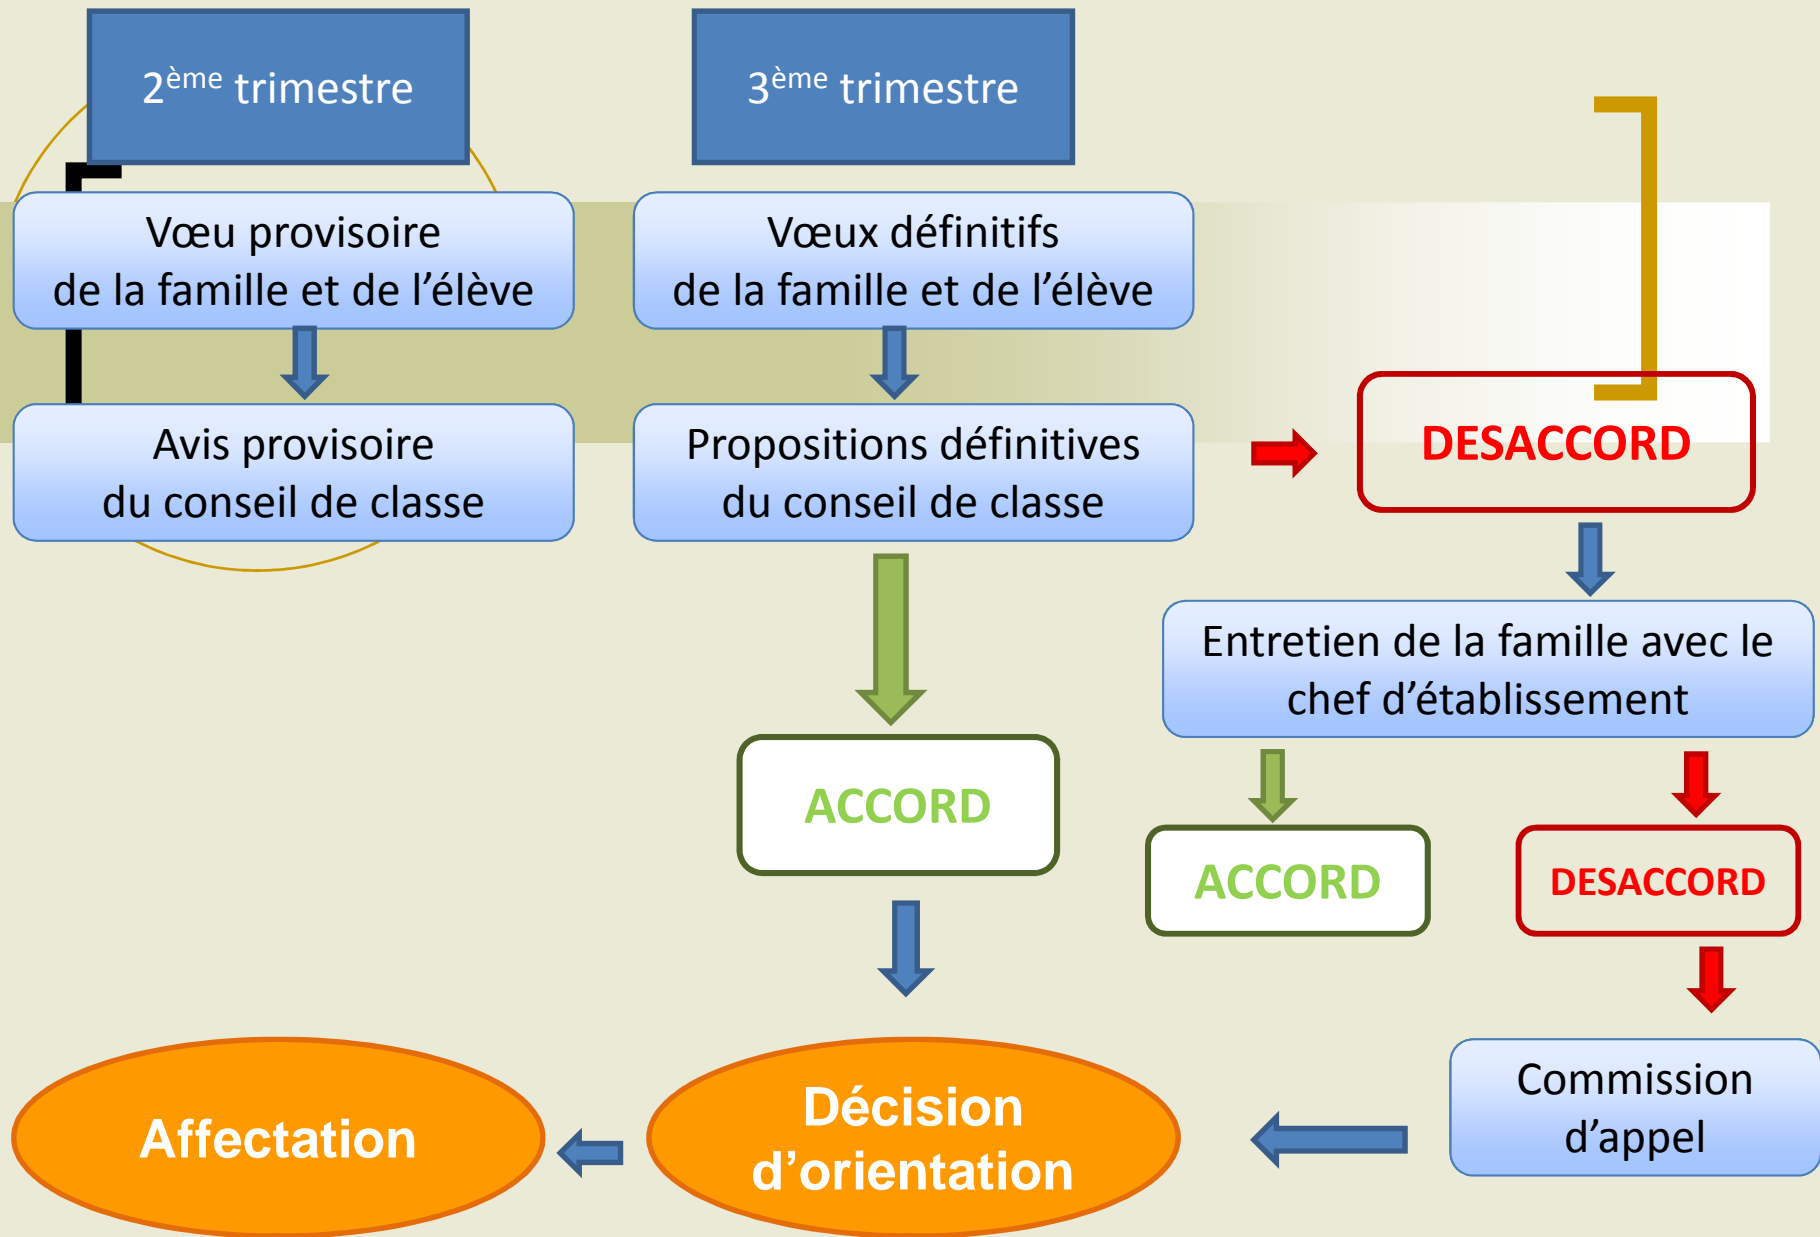 2ème trimestre
3ème trimestre
Vœu provisoire
de la famille et de l’élève
Vœux définitifs
de la famille et de l’élève
Avis provisoire
du conseil de classe
Propositions définitives
du conseil de classe
DESACCORD
Entretien de la famille avec le
chef d’établissement
ACCORD
ACCORD
DESACCORD
Affectation
Décision
d’orientation
Commission
d’appel